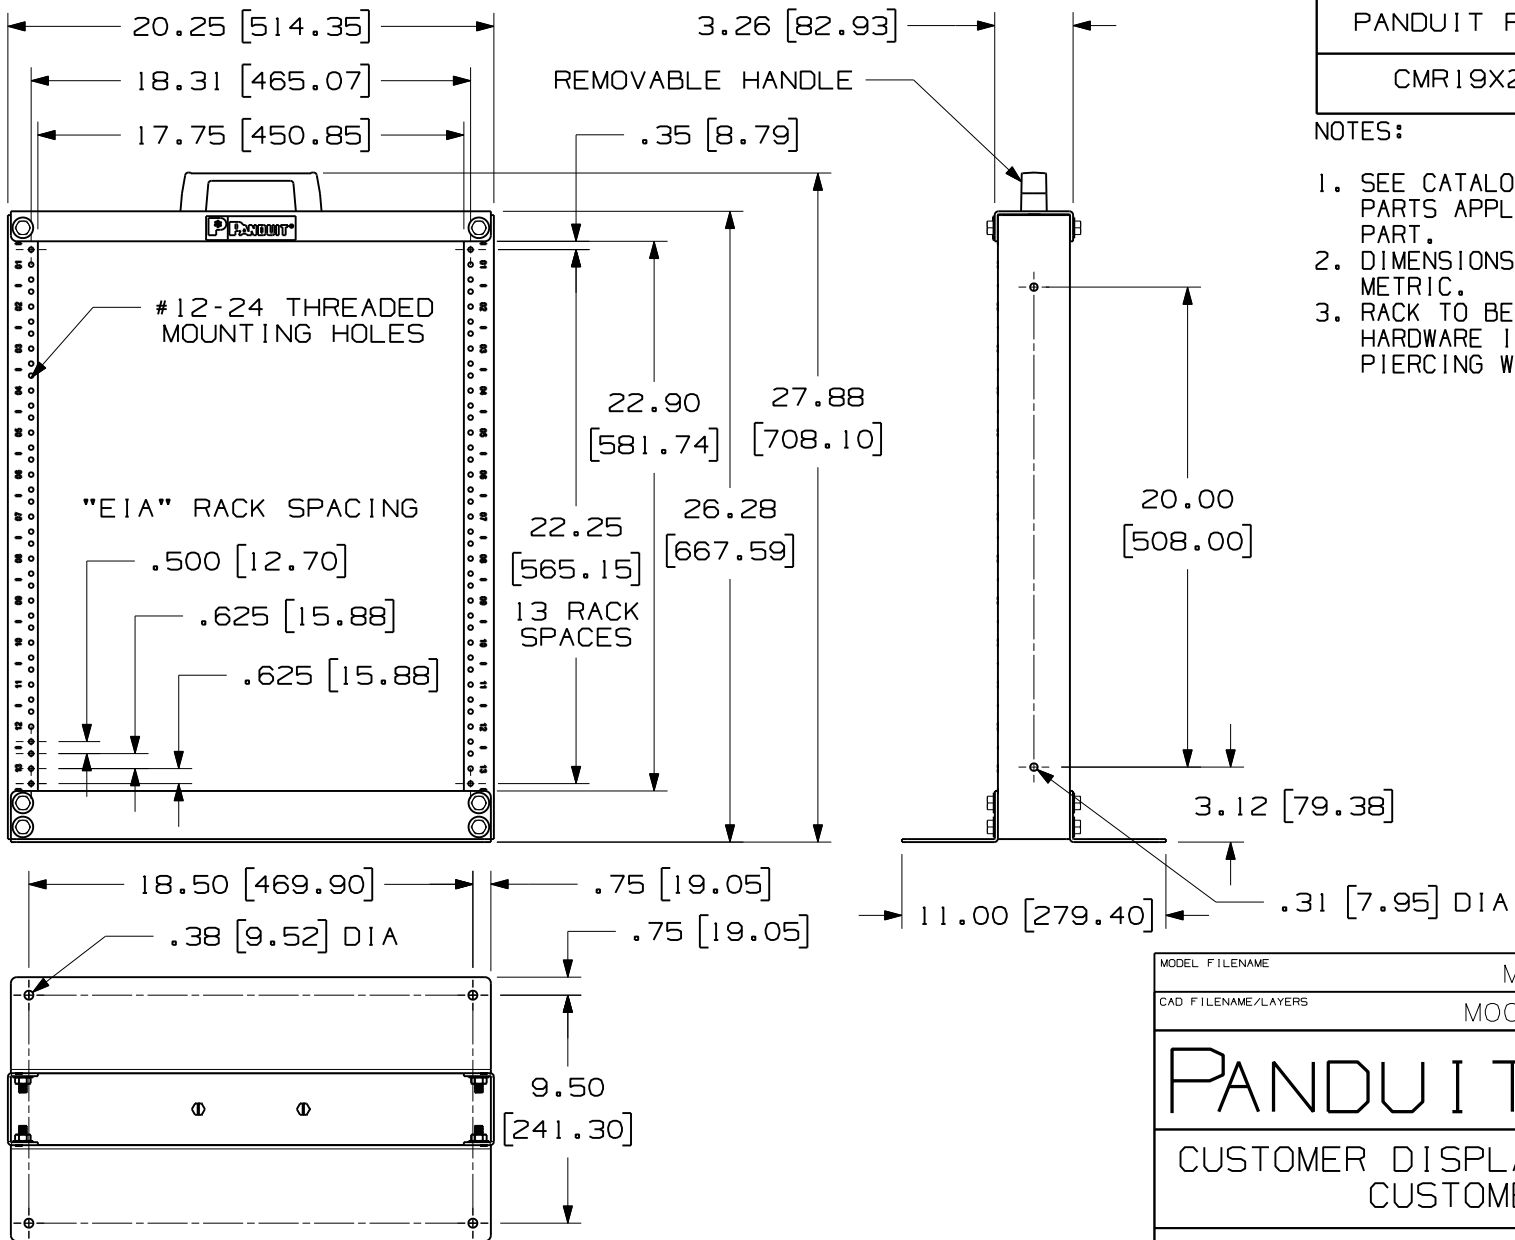 20.25 [514.35]
18.31 [465.07]
17.75 [450.85]
3.26 [82.93]
REMOVABLE HANDLE
.35 [8.79]
PANDUIT
#12-24 THREADED
MOUNTING HOLES
22.90
[581.74]
27.88
[708.10]
"EIA" RACK SPACING
.500 [12.70]
.625 [15.88]
.625 [15.88]
22.25
[565.15]
13 RACK
SPACES
26.28
[667.59]
20.00
[508.00]
3.12 [79.38]
.31 [7.95] DIA
11.00 [279.40]
18.50 [469.90]
.75 [19.05]
.38 [9.52] DIA
.75 [19.05]
9.50
[241.30]
PANDUIT
CMR19X2
NOTES:
1. SEE
PARTS
PART.
2. DIMENSIONS
METRIC.
3. RACK TO BE
HARDWARE
PIERCING
MODEL FILENAME
CAD FILENAME/LAYERS
PANDUIT
CUSTOMER